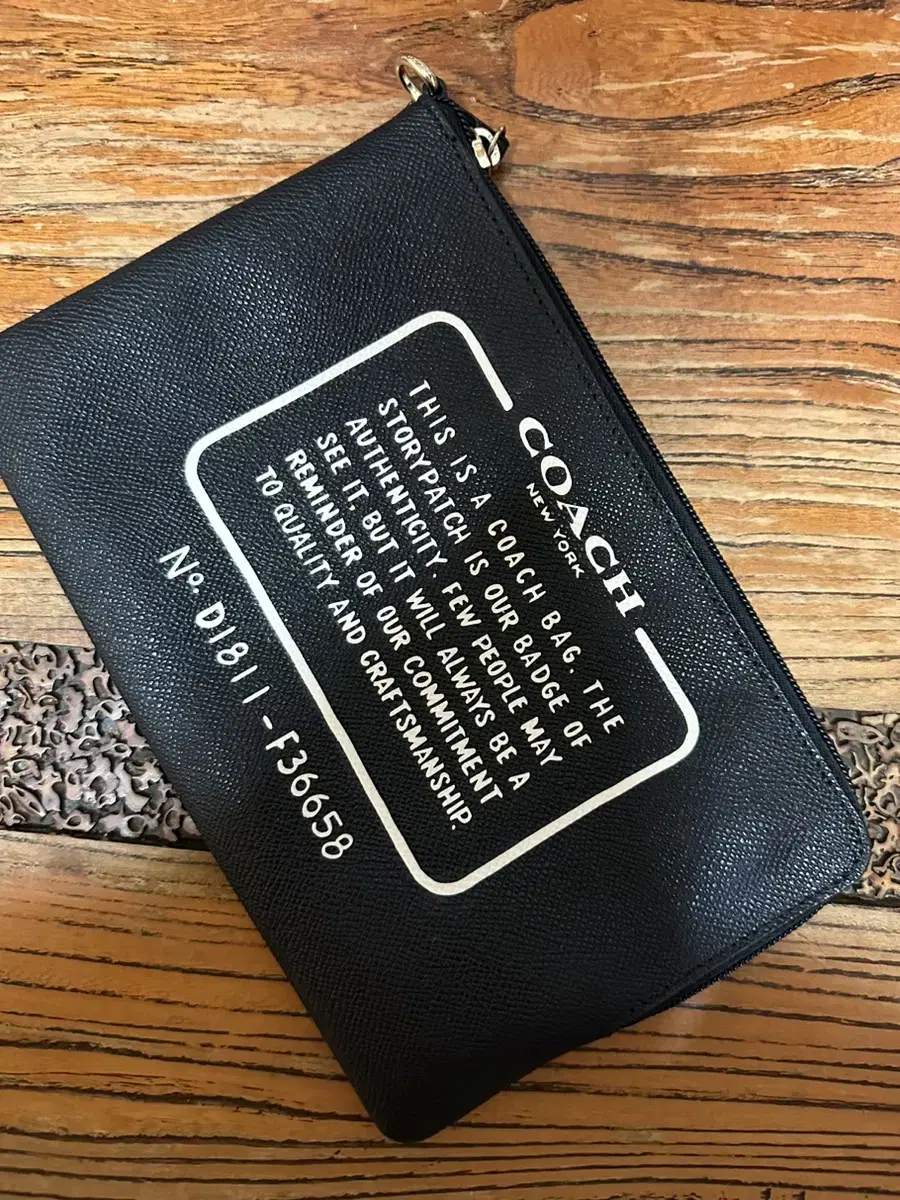 COACH
NEW YORK
THIS IS A COACH BAG. THE
STORYPATCH IS OUR BADGE OF
AUTHENTICITY. FEW PEOPLE MAY
SEE IT, BUT IT WILL ALWAYS BE A
REMINDER OF OUR COMMITMENT
TO QUALITY AND CRAFTSMANSHIP.
No. D1811-F36658